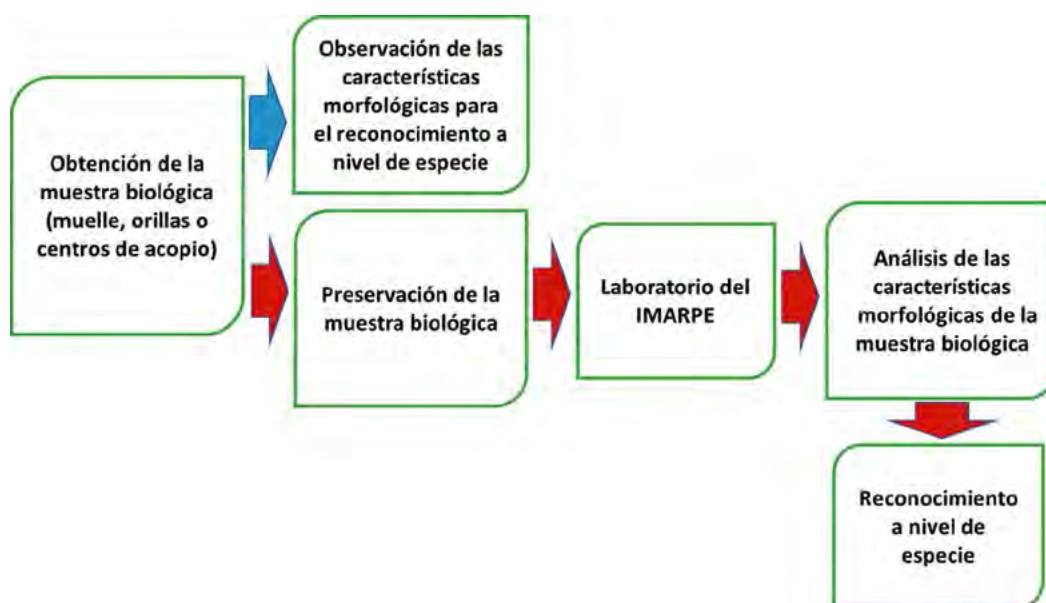 Obtención de la
muestra biológica
(muelle, orillas o
centros de acopio)
Observación de las
características
morfológicas para
el reconocimiento a
nivel de especie
Preservación de la
muestra biológica
Laboratorio del
IMARPE
Análisis de las
características
morfológicas de la
muestra biológica
Reconocimiento
a nivel de
especie